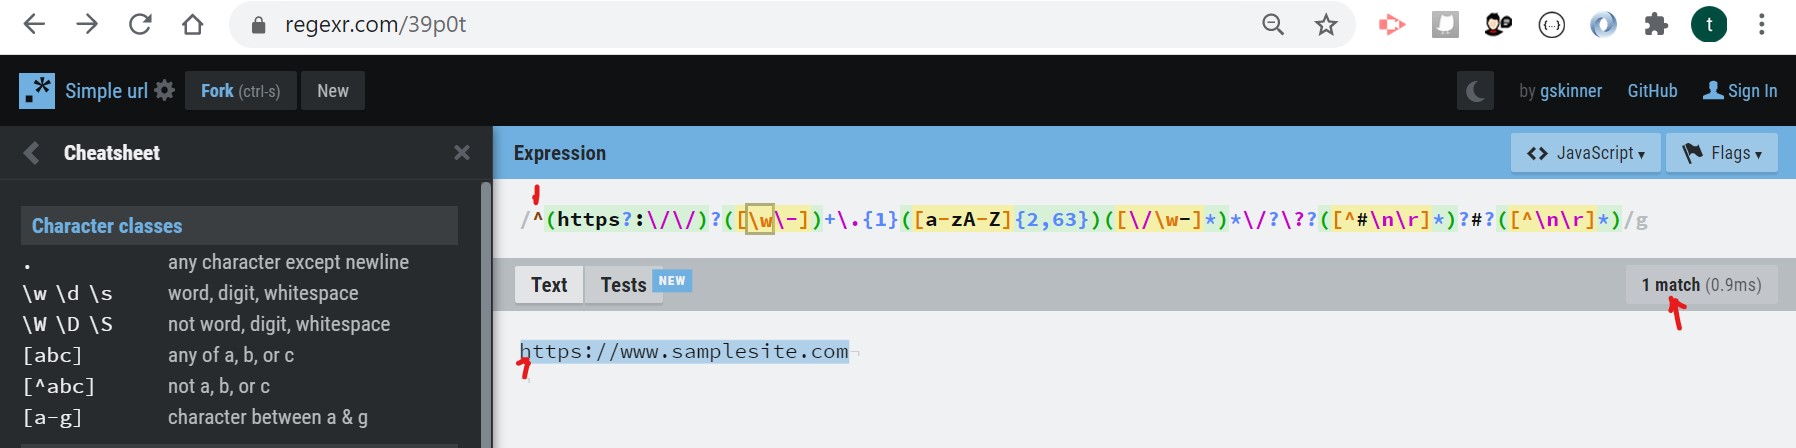 regexr.com/39p0t
t
.* Simple url Fork (ctrl-s) New by gskinner GitHub Sign In
Cheatsheet
Expression
JavaScript
Flags
/^(https?:\/\/)?([\w\-])+\.{1}([a-zA-Z]{2,63})([\/\w-]*)*\/?\??([^#\n\r]*)?#?([^\n\r]*)/g
Character classes
. any character except newline
\w \d \s word, digit, whitespace
\W \D \S not word, digit, whitespace
[abc] any of a, b, or c
[^abc] not a, b, or c
[a-g] character between a & g
Text Tests NEW
1 match (0.9ms)
https://www.samplesite.com